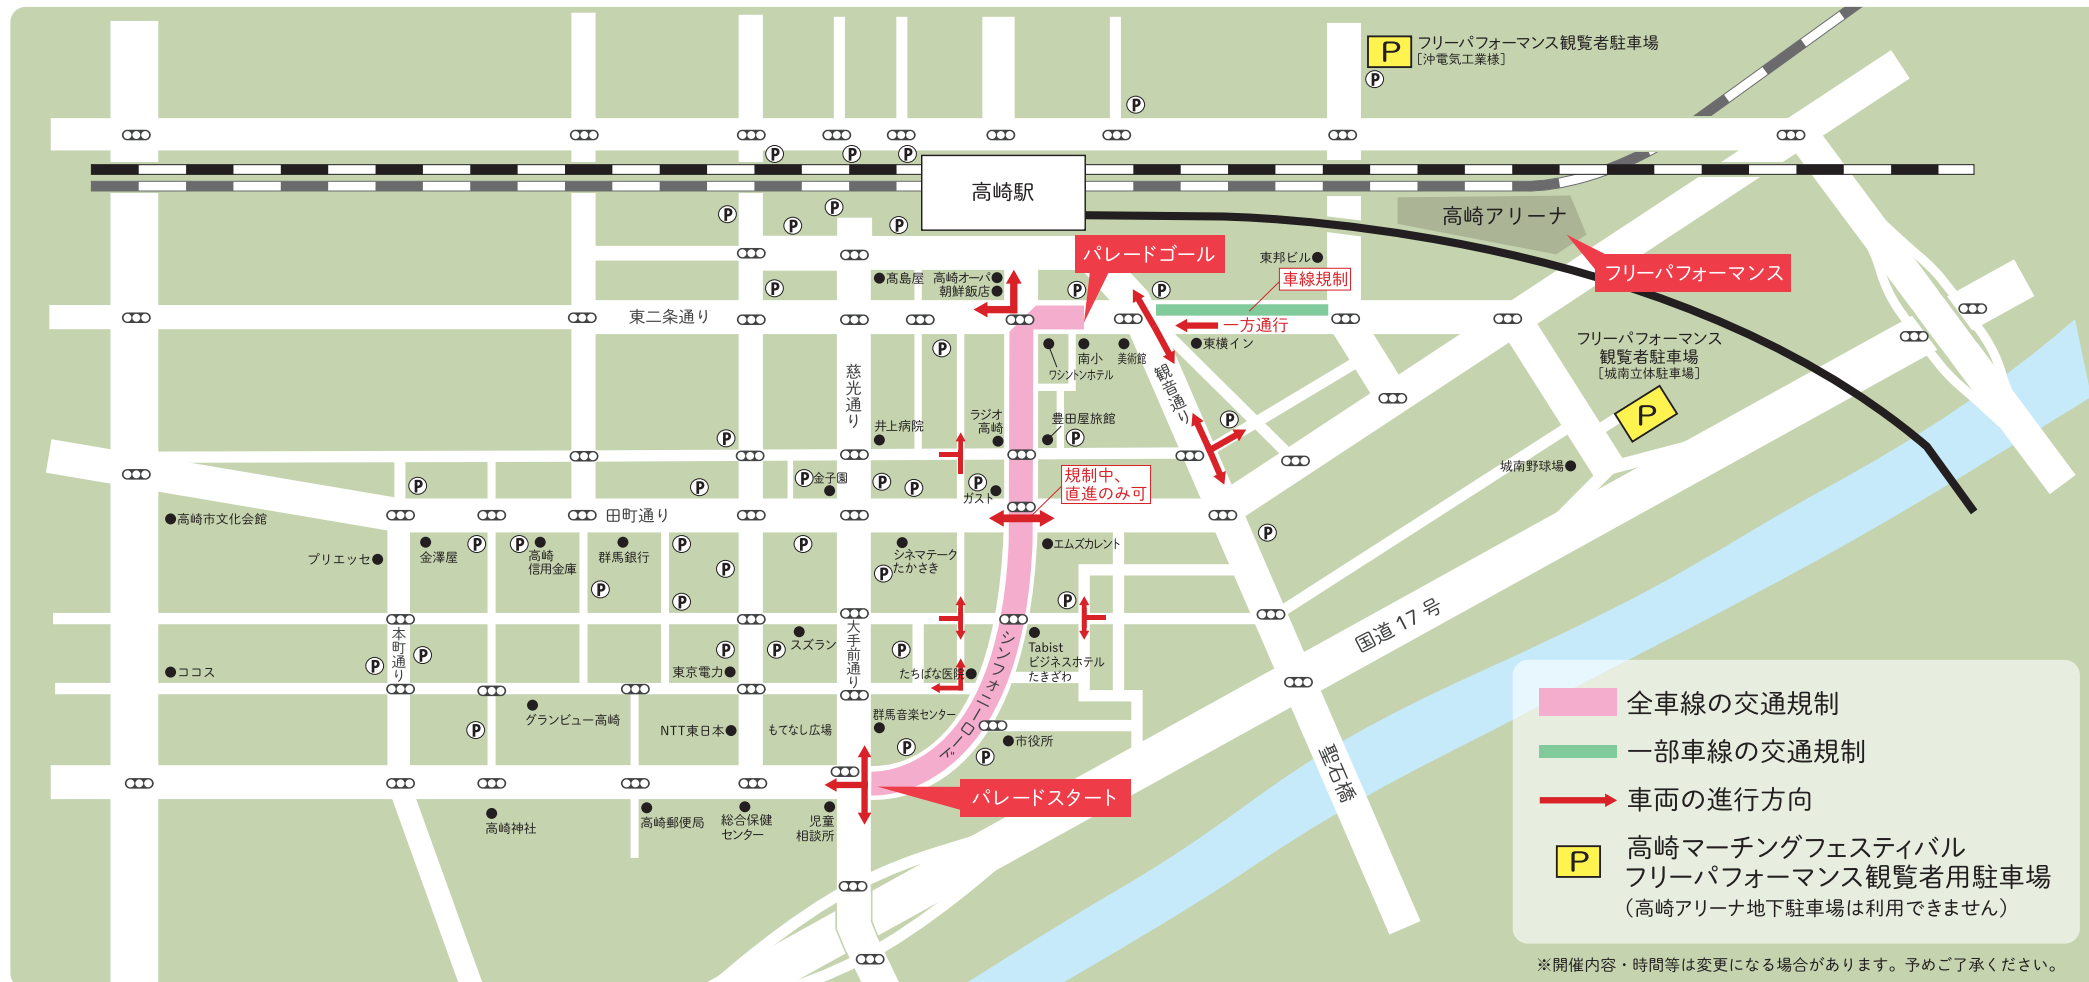 P フリーパフォーマンス観覧者駐車場
［沖電気工業様］
P
P
P P P
高崎駅
高崎アリーナ
P P P P
パレードゴール
フリーパフォーマンス
東邦ビル
車線規制
髙島屋
高崎オーパ
朝鮮飯店
P P P
一方通行
東二条通り
フリーパフォーマンス
観覧者駐車場
［城南立体駐車場］
P
P
南小
美術館
東横イン
ワシントンホテル
慈光通り
観音通り
ラジオ
高崎
井上病院
豊田屋旅館
P P P
城南野球場
規制中、
直進のみ可
金子園
ガスト
P P P P P P
高崎市文化会館
田町通り
プリエッセ
金澤屋
P P
高崎
信用金庫
群馬銀行
P P
シネマテーク
たかさき
エムズカレント
P
P P P
P P
本町通り
大手前通り
シンフォニーロード
スズラン
Tabist
ビジネスホテル
たきざわ
国道17号
P P P P P
ココス
東京電力
たちばな医院
グランビュー高崎
P
NTT東日本
もてなし広場
群馬音楽センター
P
市役所
P
聖石橋
パレードスタート
高崎神社
高崎郵便局
総合保健
センター
児童
相談所
全車線の交通規制
一部車線の交通規制
車両の進行方向
P
高崎マーチングフェスティバル
フリーパフォーマンス観覧者用駐車場
（高崎アリーナ地下駐車場は利用できません）
※開催内容・時間等は変更になる場合があります。予めご了承ください。